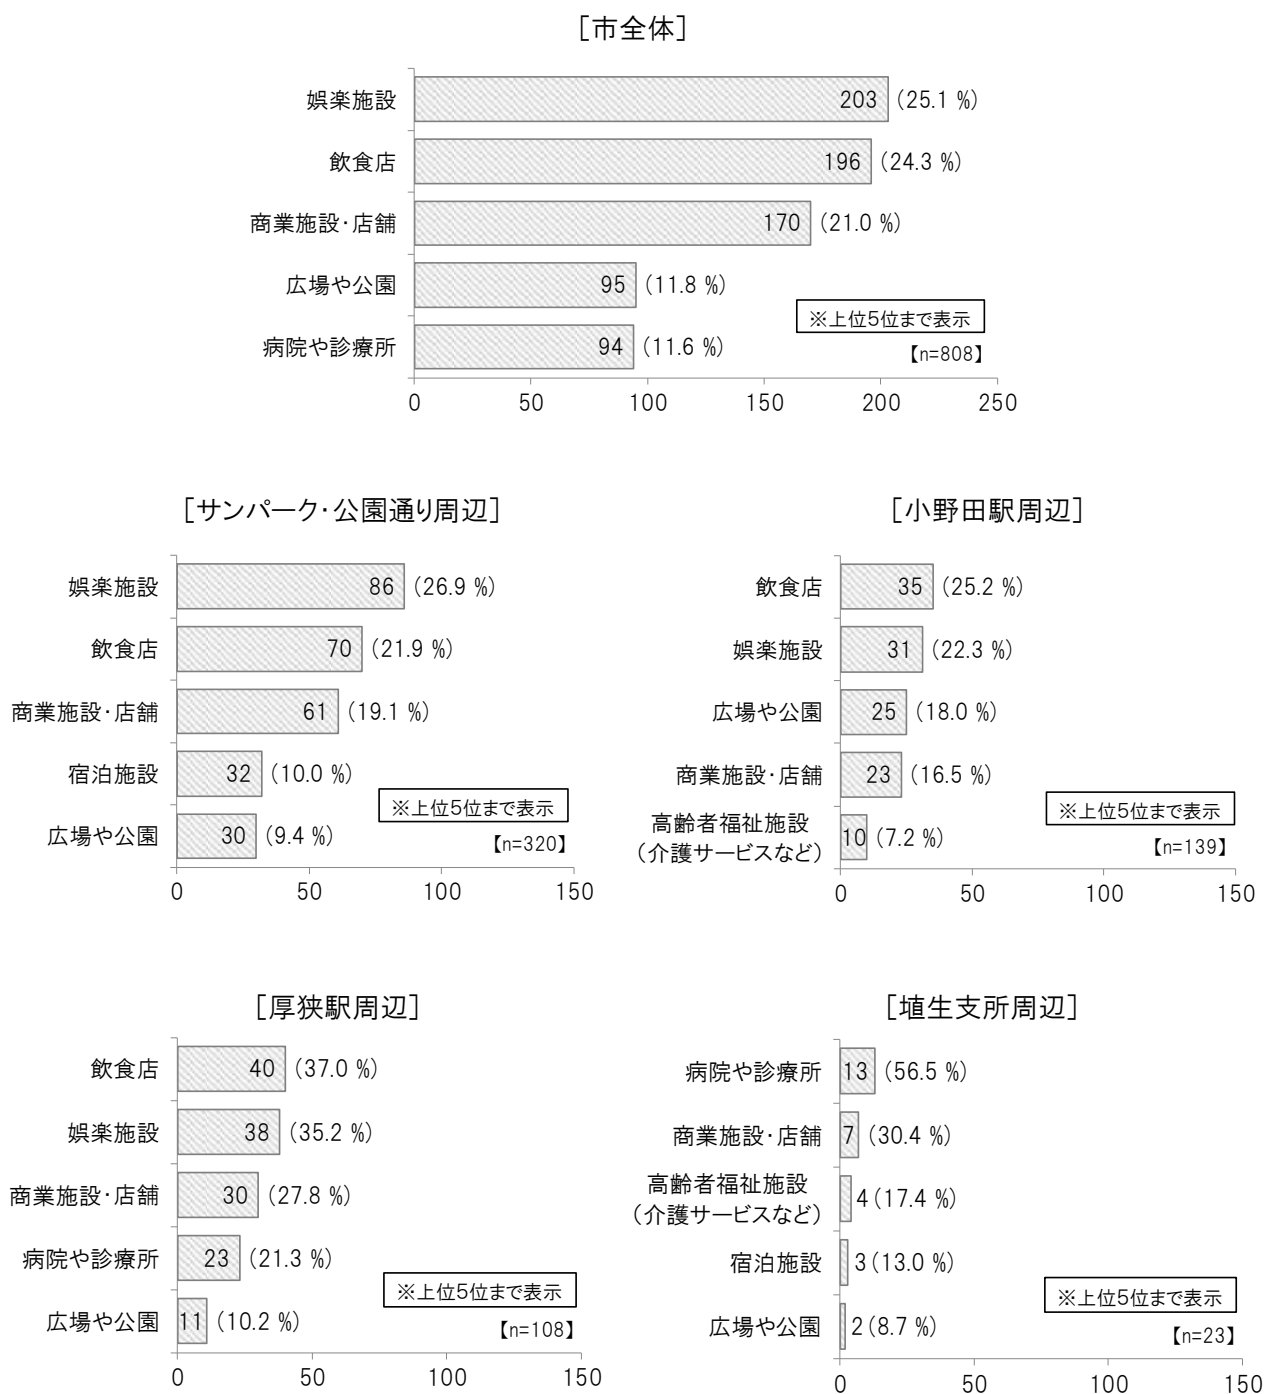 ［市全体］
娯楽施設 203 （25.1 %）
飲食店 196 （24.3 %）
商業施設・店舗 170 （21.0 %）
広場や公園 95 （11.8 %）
病院や診療所 94 （11.6 %）
※上位5位まで表示
【n=808】
0 50 100 150 200 250
［サンパーク・公園通り周辺］
娯楽施設 86 （26.9 %）
飲食店 70 （21.9 %）
商業施設・店舗 61 （19.1 %）
宿泊施設 32 （10.0 %）
広場や公園 30 （9.4 %）
※上位5位まで表示
【n=320】
0 50 100 150
［小野田駅周辺］
飲食店 35 （25.2 %）
娯楽施設 31 （22.3 %）
広場や公園 25 （18.0 %）
商業施設・店舗 23 （16.5 %）
高齢者福祉施設
（介護サービスなど） 10 （7.2 %）
※上位5位まで表示
【n=139】
0 50 100 150
［厚狭駅周辺］
飲食店 40 （37.0 %）
娯楽施設 38 （35.2 %）
商業施設・店舗 30 （27.8 %）
病院や診療所 23 （21.3 %）
広場や公園 11 （10.2 %）
※上位5位まで表示
【n=108】
0 50 100 150
［埴生支所周辺］
病院や診療所 13 （56.5 %）
商業施設・店舗 7 （30.4 %）
高齢者福祉施設
（介護サービスなど） 4 （17.4 %）
宿泊施設 3 （13.0 %）
広場や公園 2 （8.7 %）
※上位5位まで表示
【n=23】
0 50 100 150